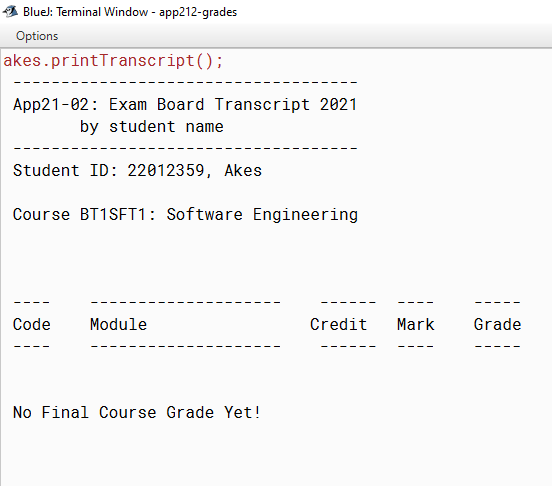 BlueJ: Terminal Window - app212-grades
Options
akes.printTranscript();
------------------------------------
App21-02: Exam Board Transcript 2021
by student name
------------------------------------
Student ID: 22012359, Akes
Course BT1SFT1: Software Engineering
---- -------------------- ------ ---- -----
Code Module Credit Mark Grade
---- -------------------- ------ ---- -----
No Final Course Grade Yet!